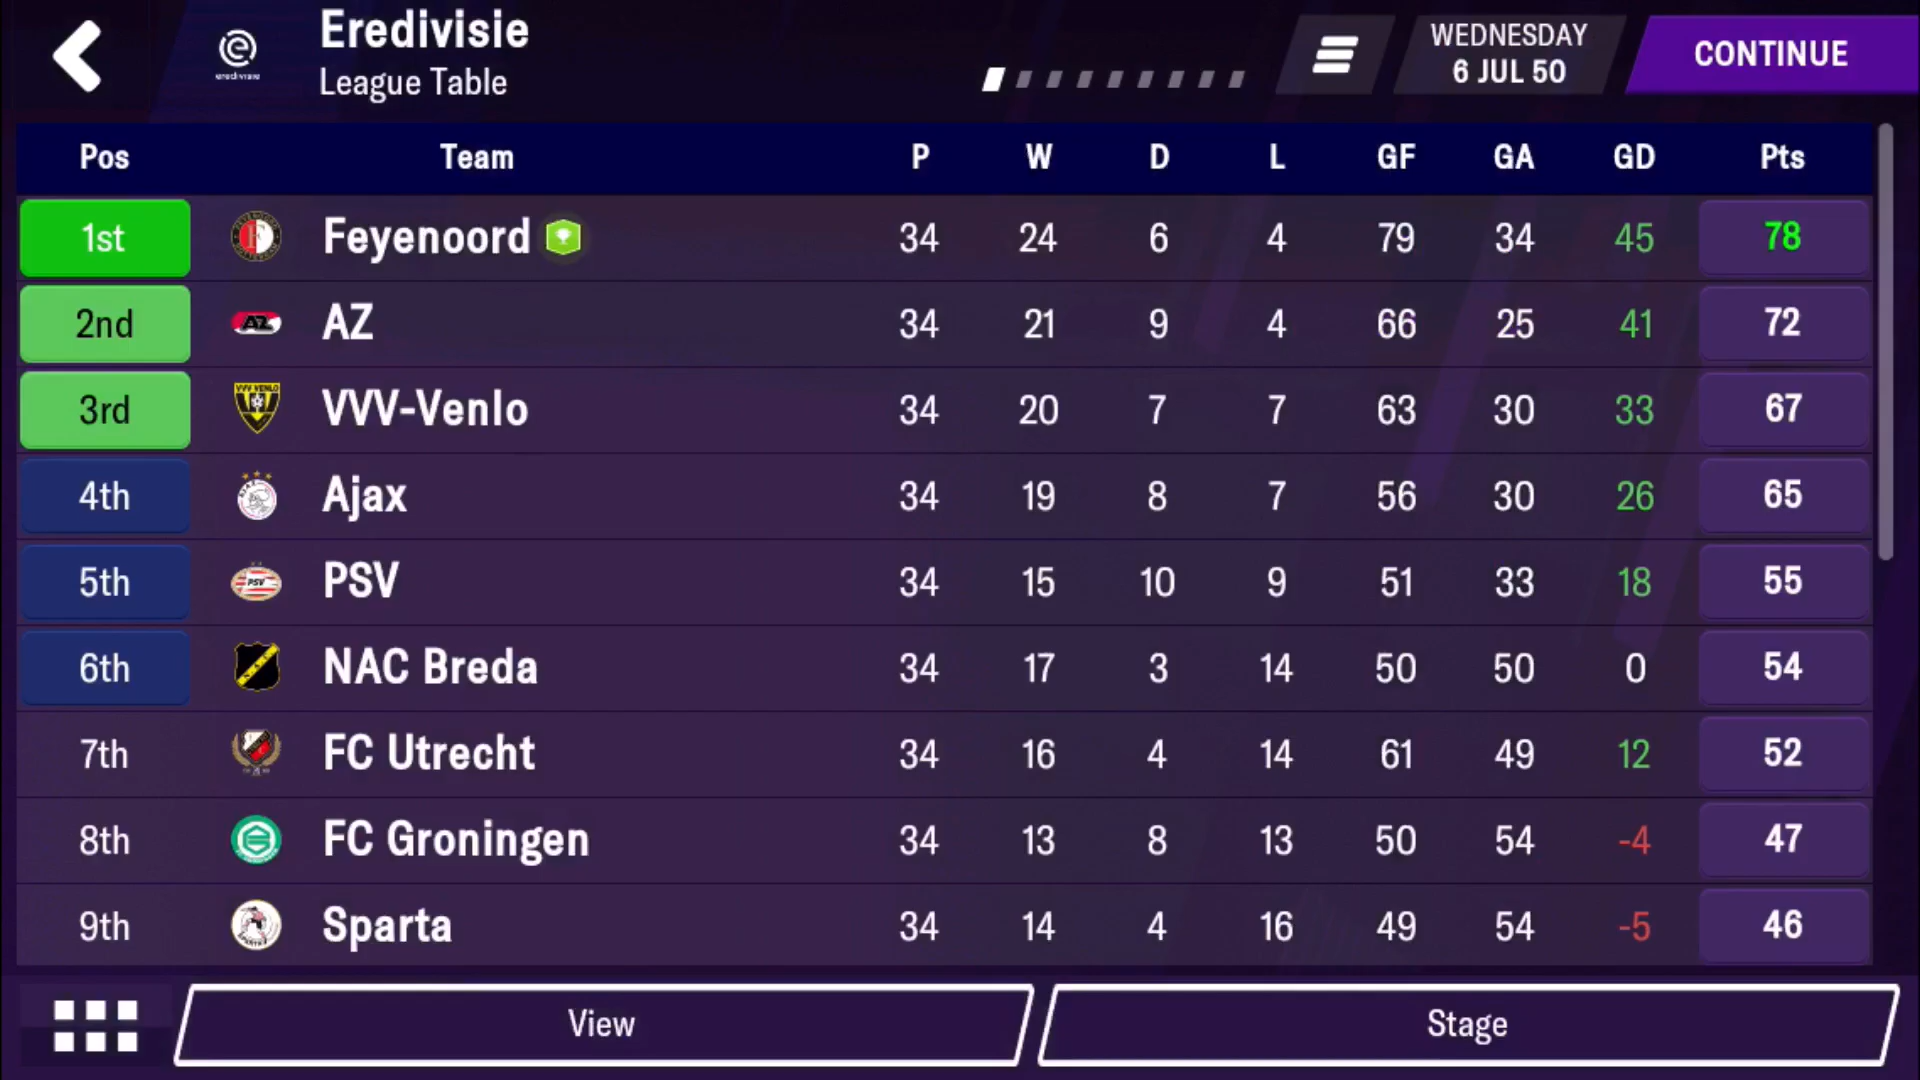 Eredivisie
League Table
eredivisie
WEDNESDAY
6 JUL 50
CONTINUE
Pos Team P W D L GF GA GD Pts
1st Feyenoord 34 24 6 4 79 34 45 78
2nd AZ AZ 34 21 9 4 66 25 41 72
3rd VVV-VENLO VVV-Venlo 34 20 7 7 63 30 33 67
4th Ajax 34 19 8 7 56 30 26 65
5th PSV PSV 34 15 10 9 51 33 18 55
6th NAC Breda 34 17 3 14 50 50 0 54
7th FC Utrecht 34 16 4 14 61 49 12 52
8th FC Groningen 34 13 8 13 50 54 -4 47
9th Sparta 34 14 4 16 49 54 -5 46
View
Stage